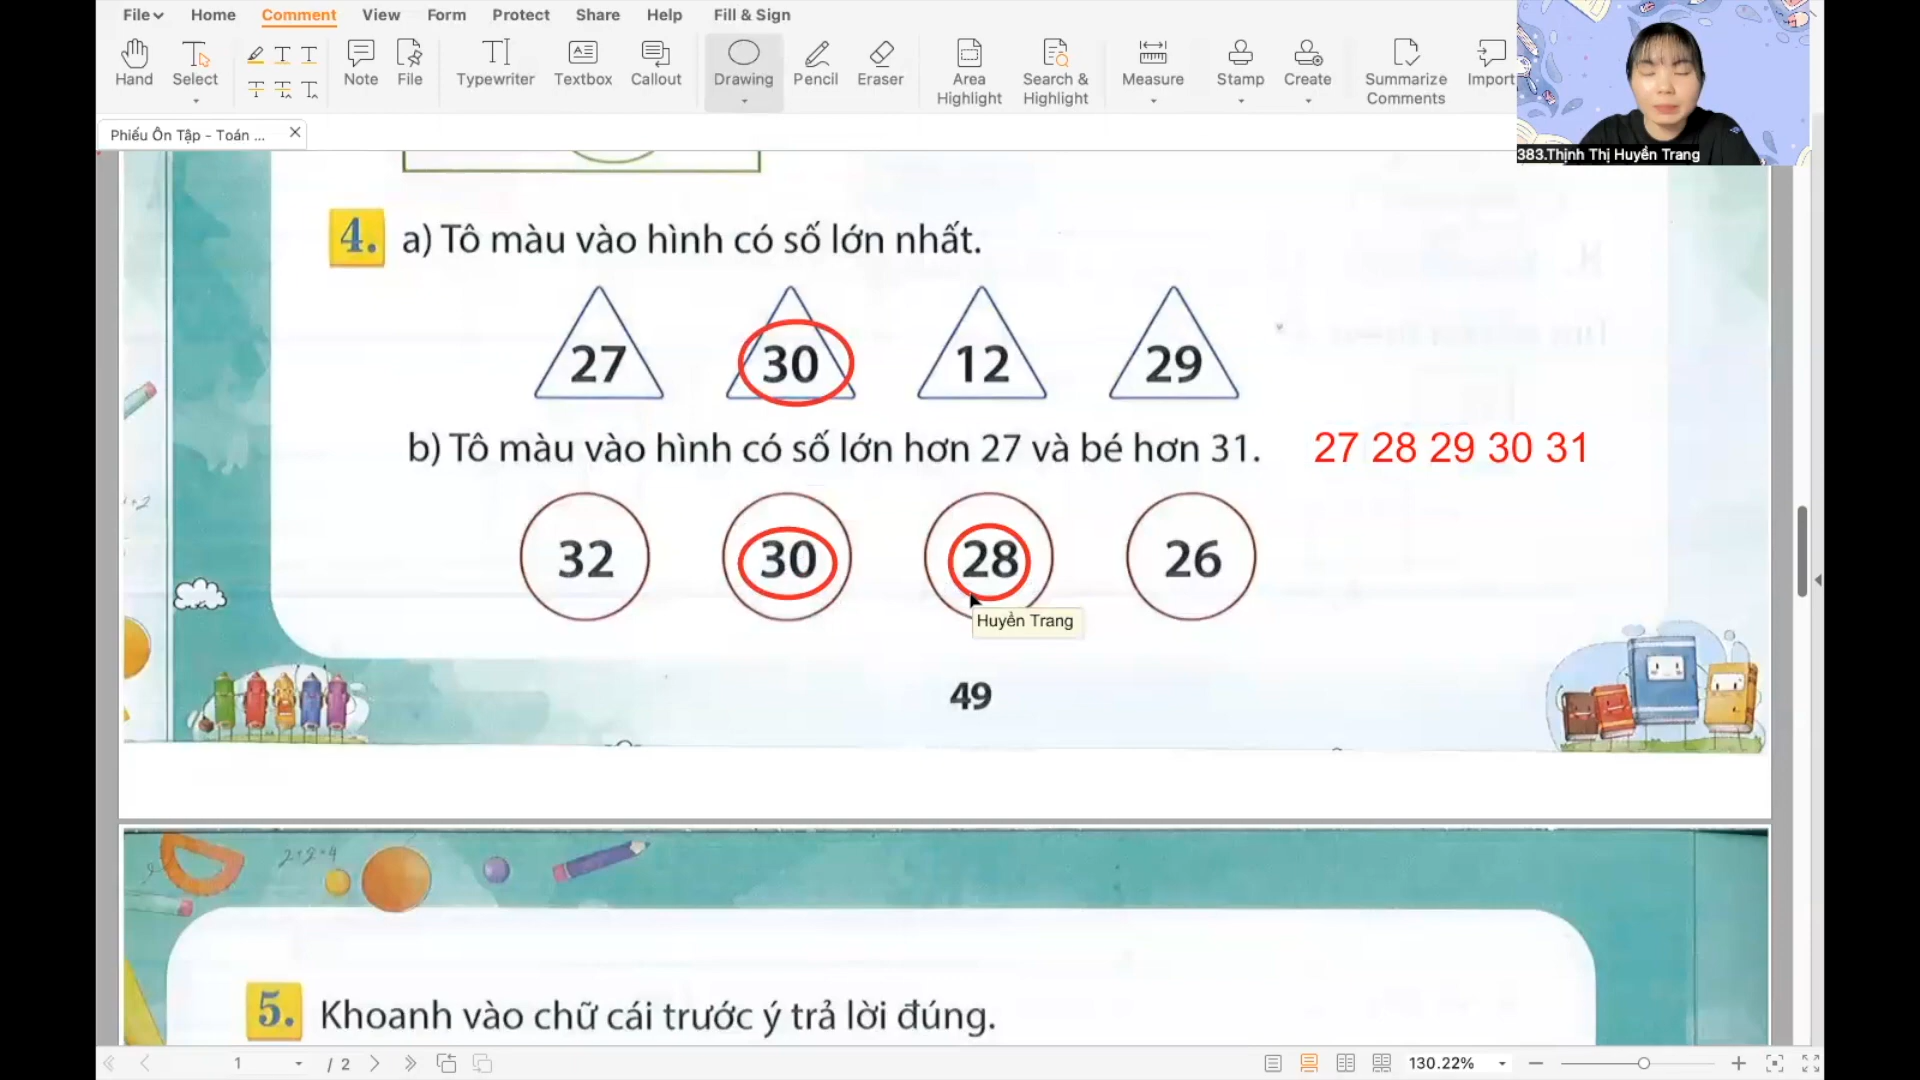 File Home Comment View Form Protect Share Help Fill & Sign
Hand Select Note File Typewriter Textbox Callout Drawing Pencil Eraser Area Highlight Search & Highlight Measure Stamp Create Summarize Comments Import
383.Thịnh Thị Huyền Trang
Phiếu Ôn Tập - Toán ...
4. a) Tô màu vào hình có số lớn nhất.
27 30 12 29
b) Tô màu vào hình có số lớn hơn 27 và bé hơn 31. 27 28 29 30 31
32 30 28 26
Huyền Trang
49
2+2=4
5. Khoanh vào chữ cái trước ý trả lời đúng.
1 / 2 130.22%